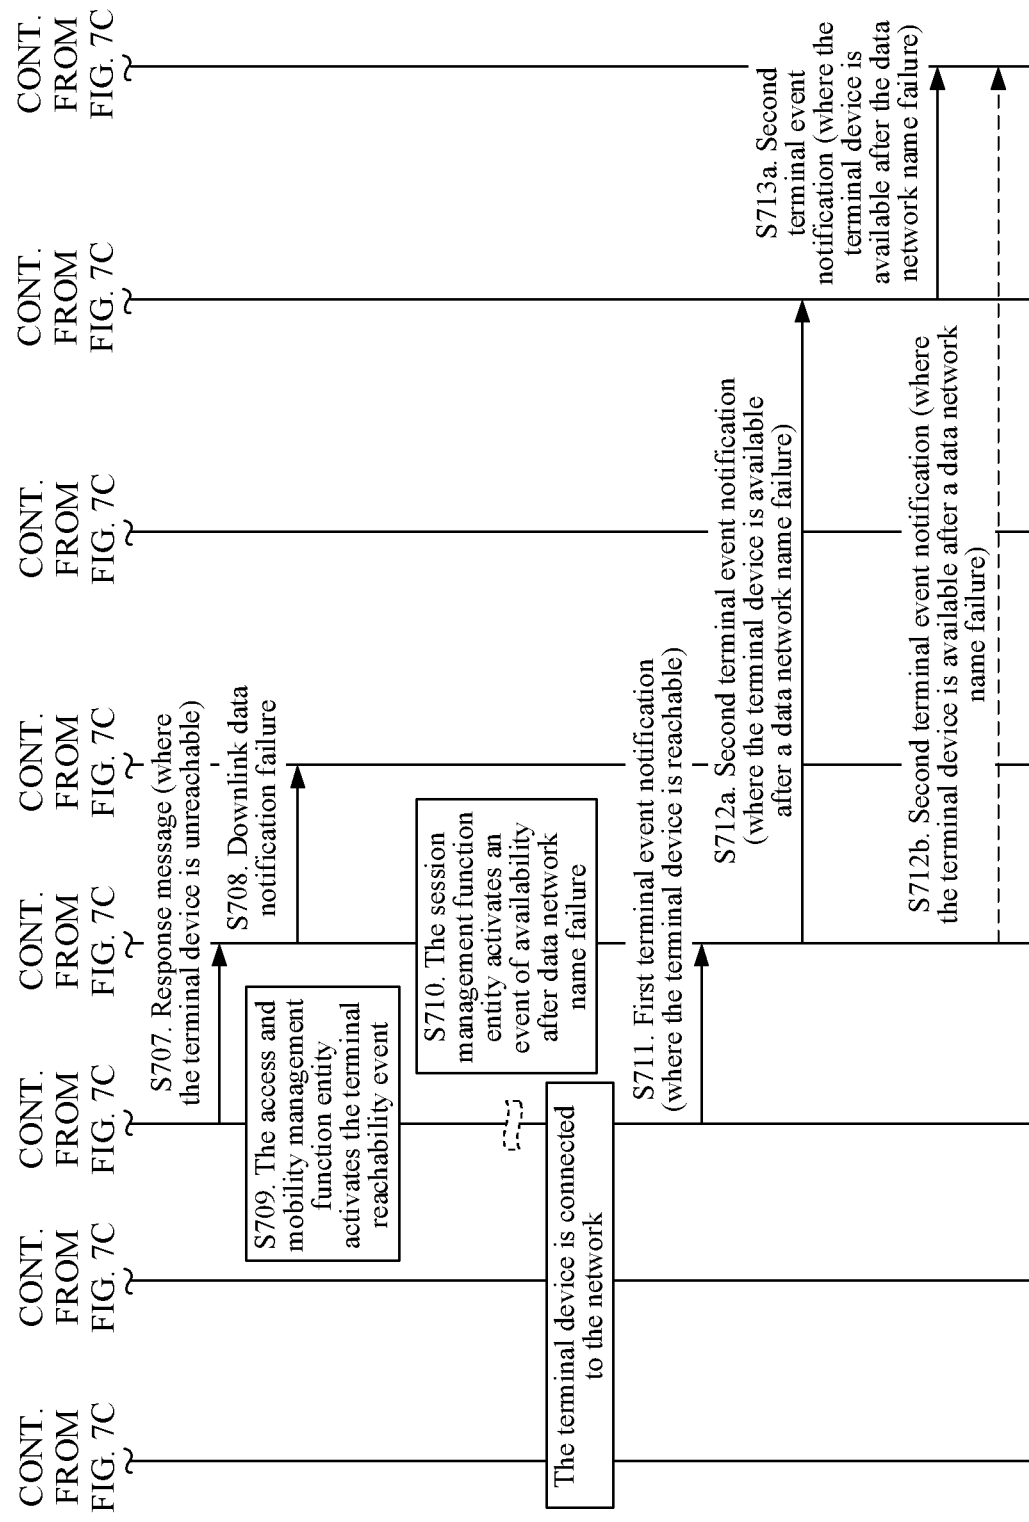 CONT.
FROM
FIG. 7C
CONT.
FROM
FIG. 7C
CONT.
FROM
FIG. 7C
CONT.
FROM
FIG. 7C
CONT.
FROM
FIG. 7C
CONT.
FROM
FIG. 7C
CONT.
FROM
FIG. 7C
CONT.
FROM
FIG. 7C
S707. Response message (where
the terminal device is unreachable)
S708. Downlink data
notification failure
S709. The access and
mobility management
function entity
activates the terminal
reachability event
S710. The session
management function
entity activates an
event of availability
after data network
name failure
The terminal device is connected
to the network
S711. First terminal event notification
(where the terminal device is reachable)
S712a. Second terminal event notification
(where the terminal device is available
after a data network name failure)
S713a. Second
terminal event
notification (where the
terminal device is
available after the data
network name failure)
S712b. Second terminal event notification (where
the terminal device is available after a data network
name failure)